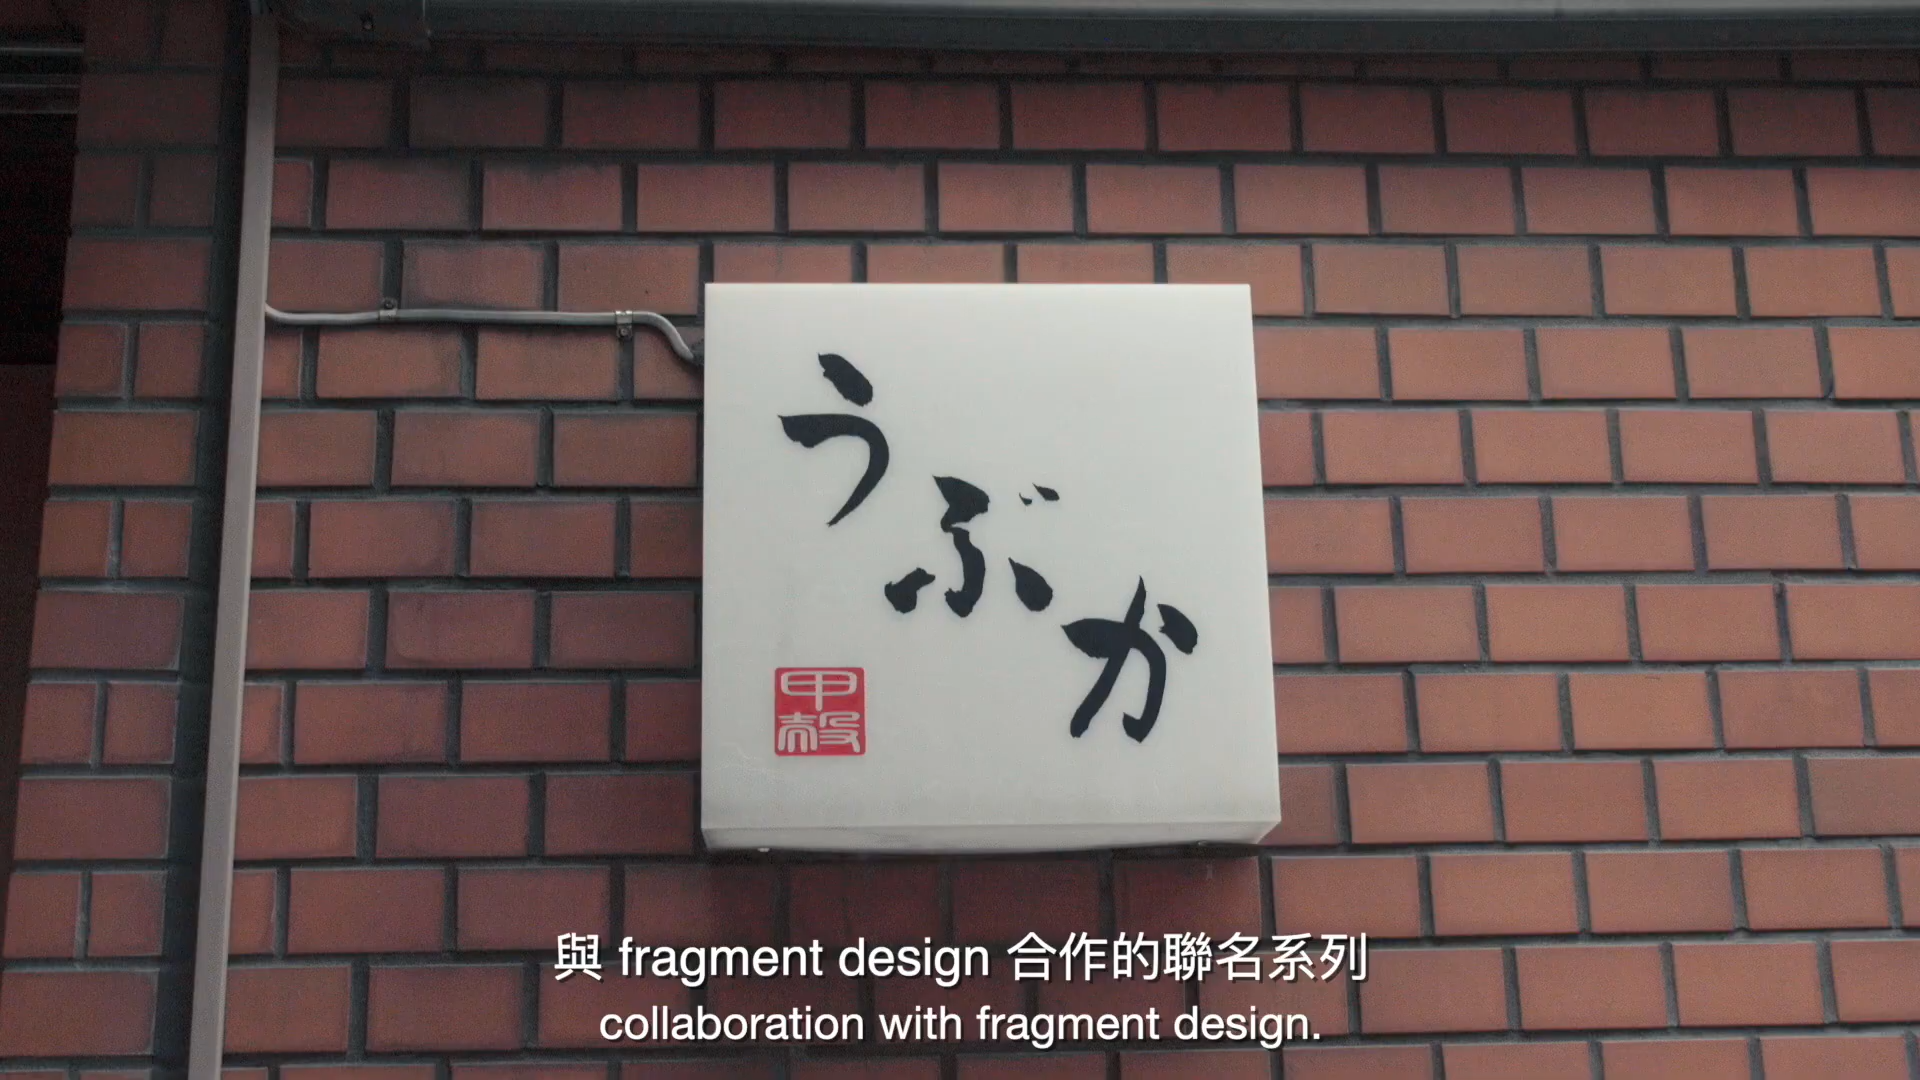 うぶか
甲殻
與 fragment design 合作的聯名系列
collaboration with fragment design.